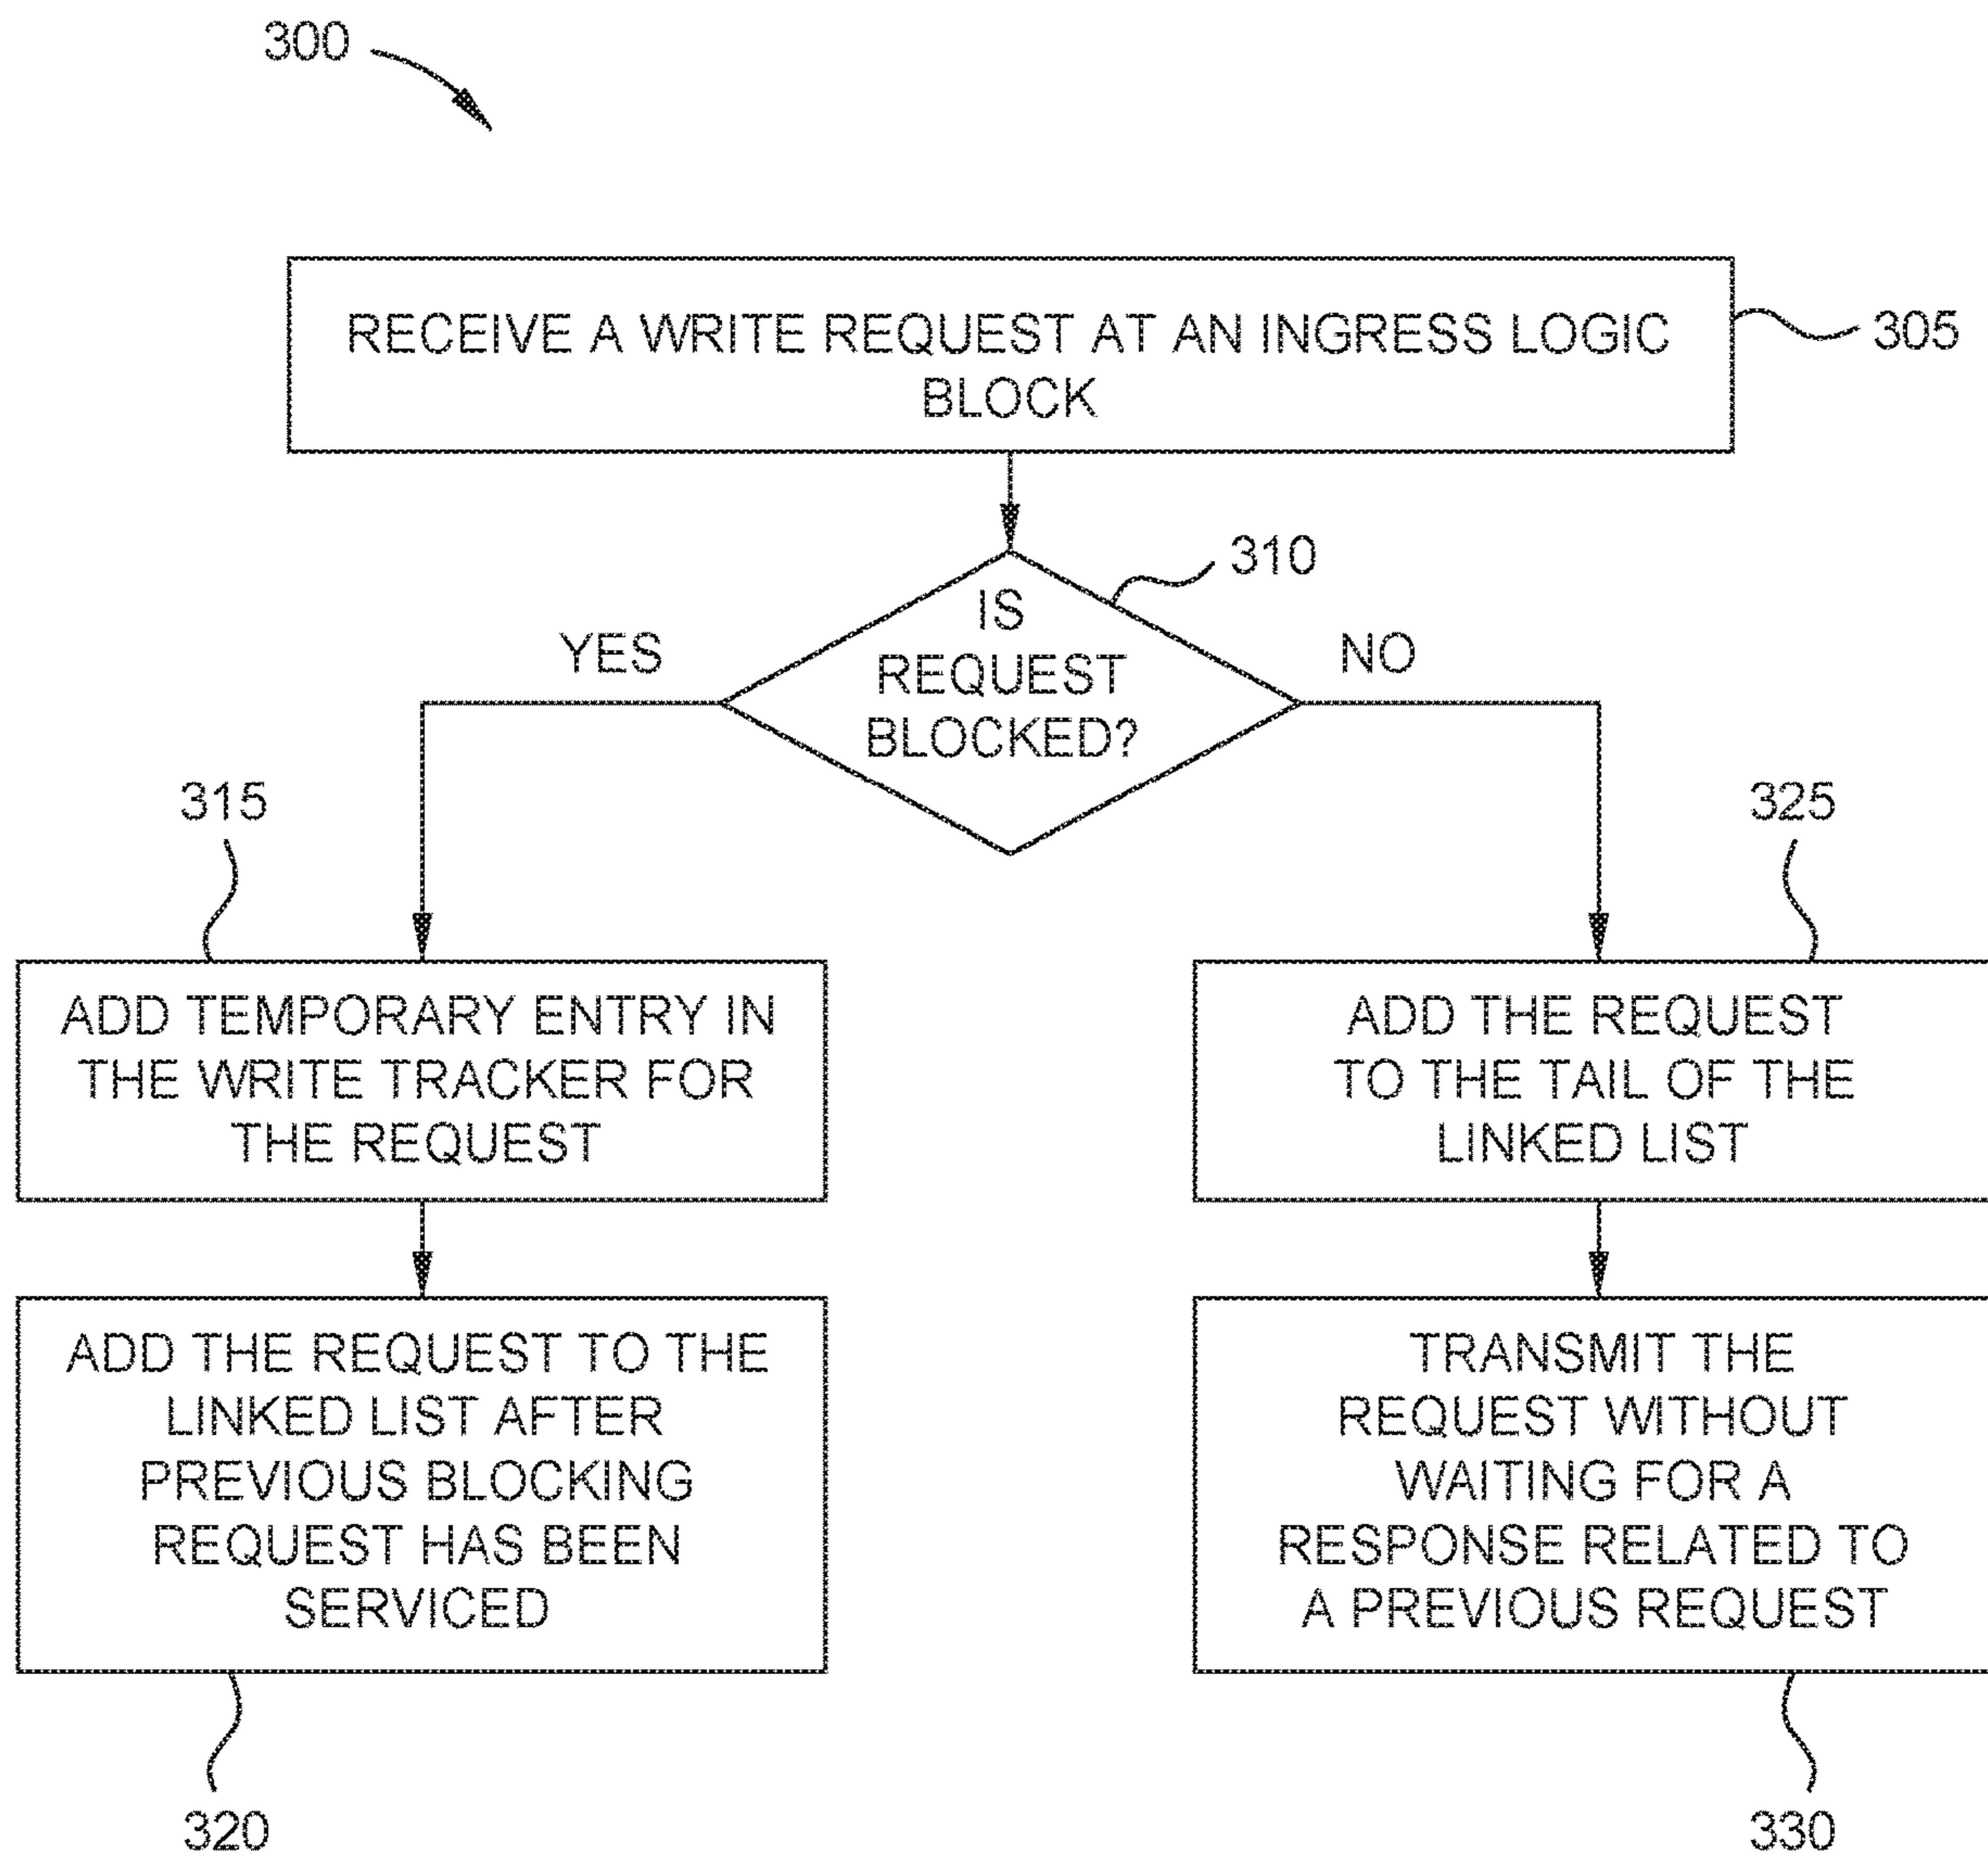 300
RECEIVE A WRITE REQUEST AT AN INGRESS LOGIC
BLOCK
305
310
IS
REQUEST
BLOCKED?
YES
NO
315
325
ADD TEMPORARY ENTRY IN
THE WRITE TRACKER FOR
THE REQUEST
ADD THE REQUEST
TO THE TAIL OF THE
LINKED LIST
ADD THE REQUEST TO THE
LINKED LIST AFTER
PREVIOUS BLOCKING
REQUEST HAS BEEN
SERVICED
TRANSMIT THE
REQUEST WITHOUT
WAITING FOR A
RESPONSE RELATED TO
A PREVIOUS REQUEST
320
330